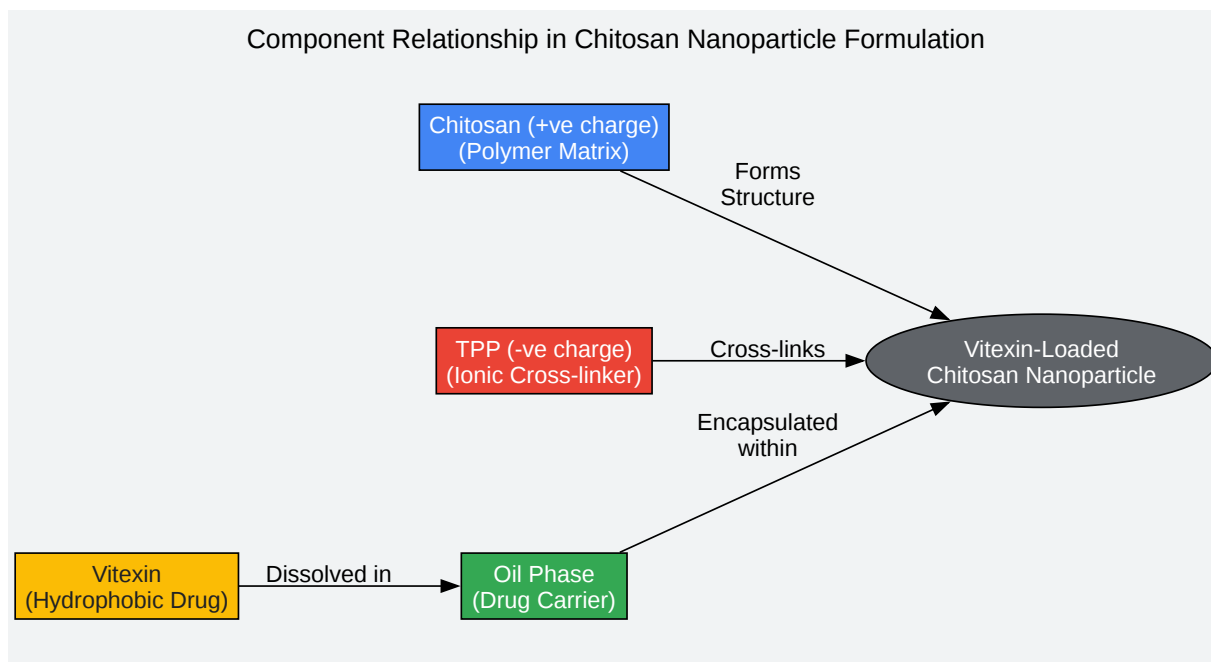 Component Relationship in Chitosan Nanoparticle Formulation
Chitosan (+ve charge)
(Polymer Matrix)
Forms
Structure
TPP (-ve charge)
(Ionic Cross-linker)
Cross-links
Vitexin-Loaded
Chitosan Nanoparticle
Encapsulated
within
Vitexin
(Hydrophobic Drug)
Dissolved in
Oil Phase
(Drug Carrier)